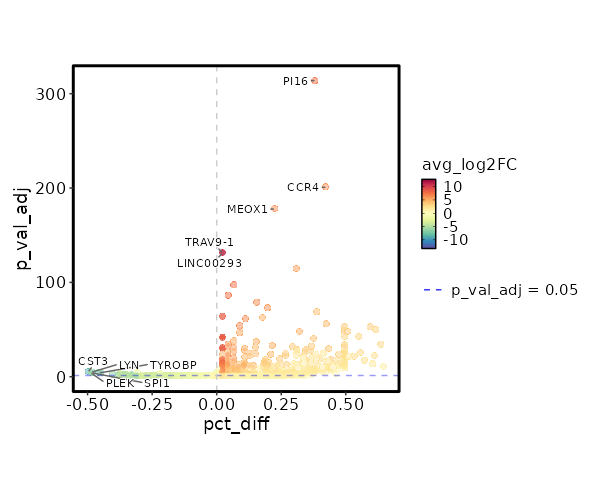 PI16
300
CCR4
200
MEOX1
TRAV9-1
LINC00293
100
CST3
LYN
TYROBP
PLEK
SPI1
0
-0.50
-0.25
0.00
0.25
0.50
pct_diff
p_val_adj
avg_log2FC
10
5
0
-5
-10
p_val_adj = 0.05